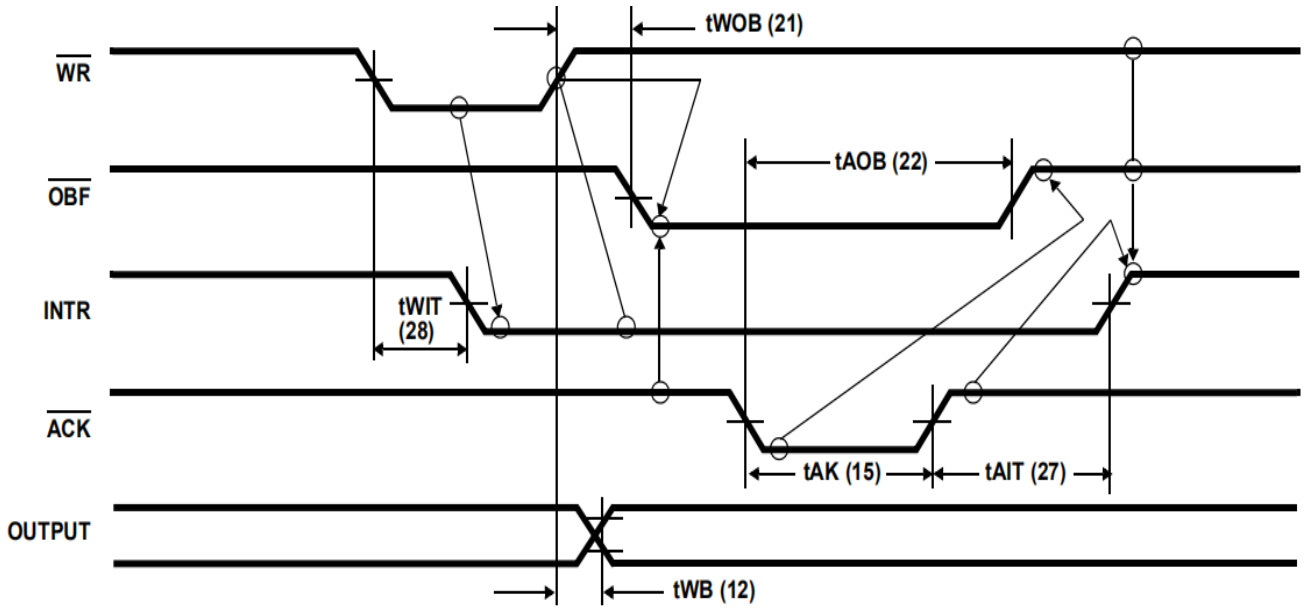 tWOB (21)
WR
tAOB (22)
OBF
INTR
tWIT
(28)
ACK
tAK (15)
tAIT (27)
OUTPUT
tWB (12)